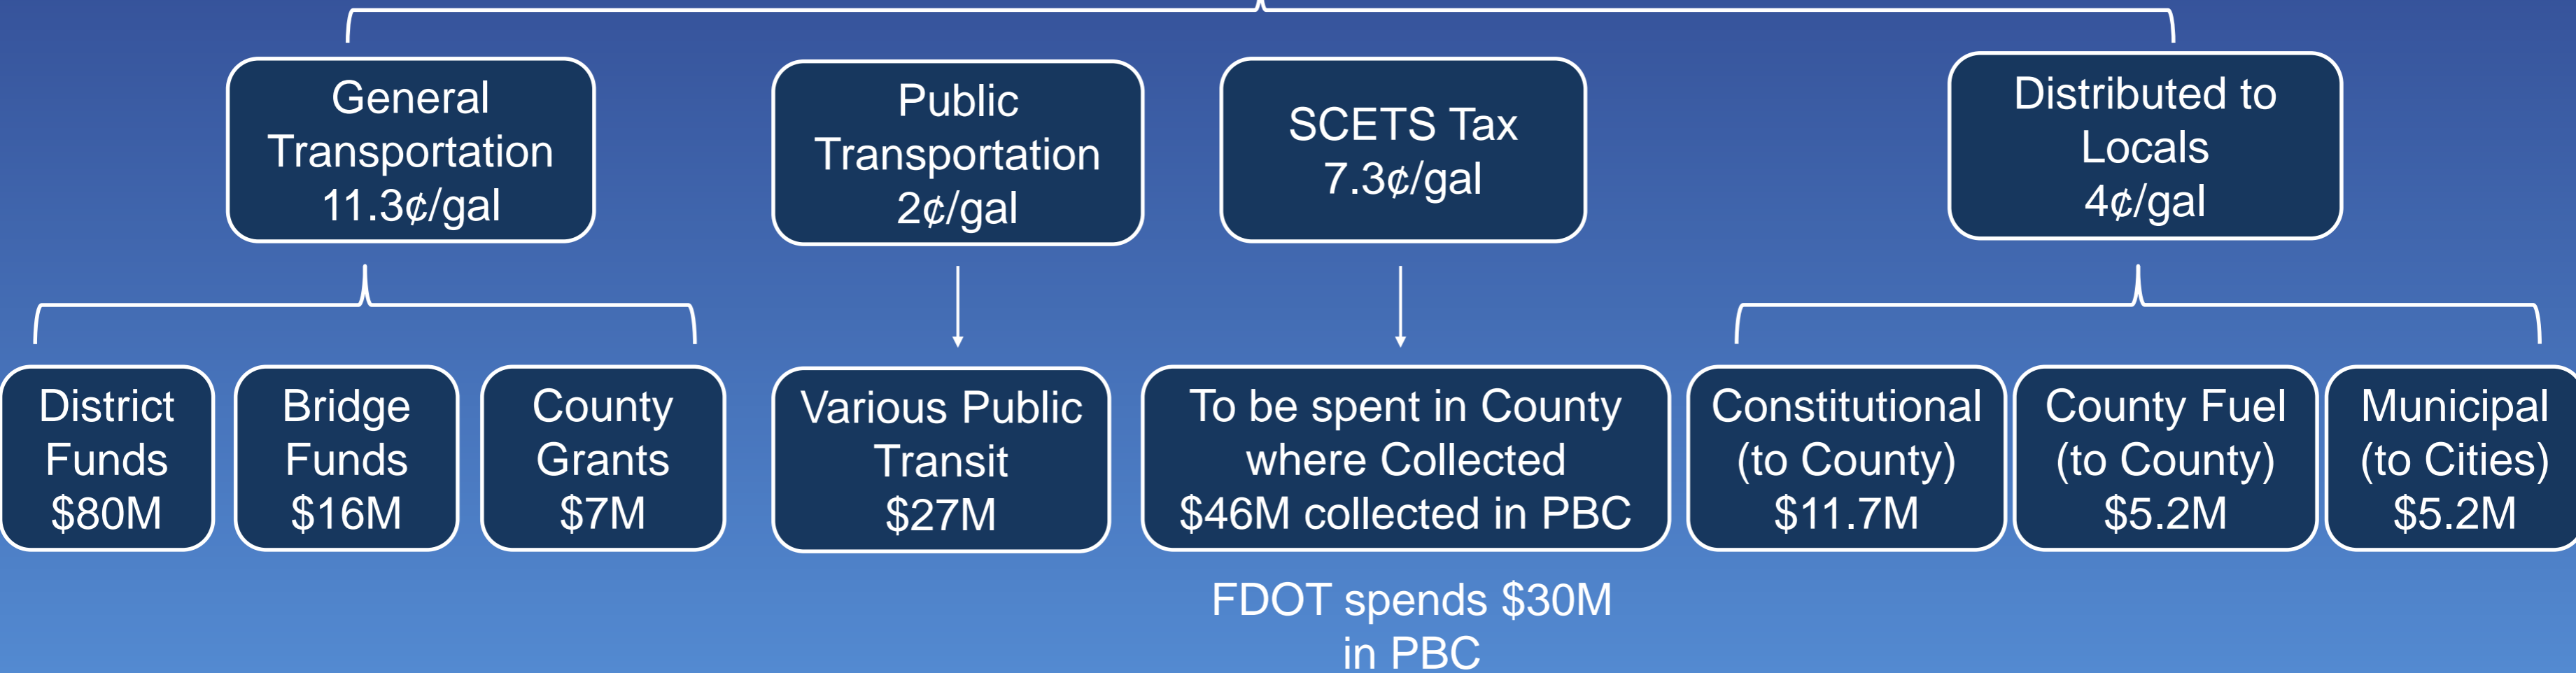 General
Transportation
11.3¢/gal
Public
Transportation
2¢/gal
SCETS Tax
7.3¢/gal
Distributed to
Locals
4¢/gal
District
Funds
$80M
Bridge
Funds
$16M
County
Grants
$7M
Various Public
Transit
$27M
To be spent in County
where Collected
$46M collected in PBC
Constitutional
(to County)
$11.7M
County Fuel
(to County)
$5.2M
Municipal
(to Cities)
$5.2M
FDOT spends $30M
in PBC